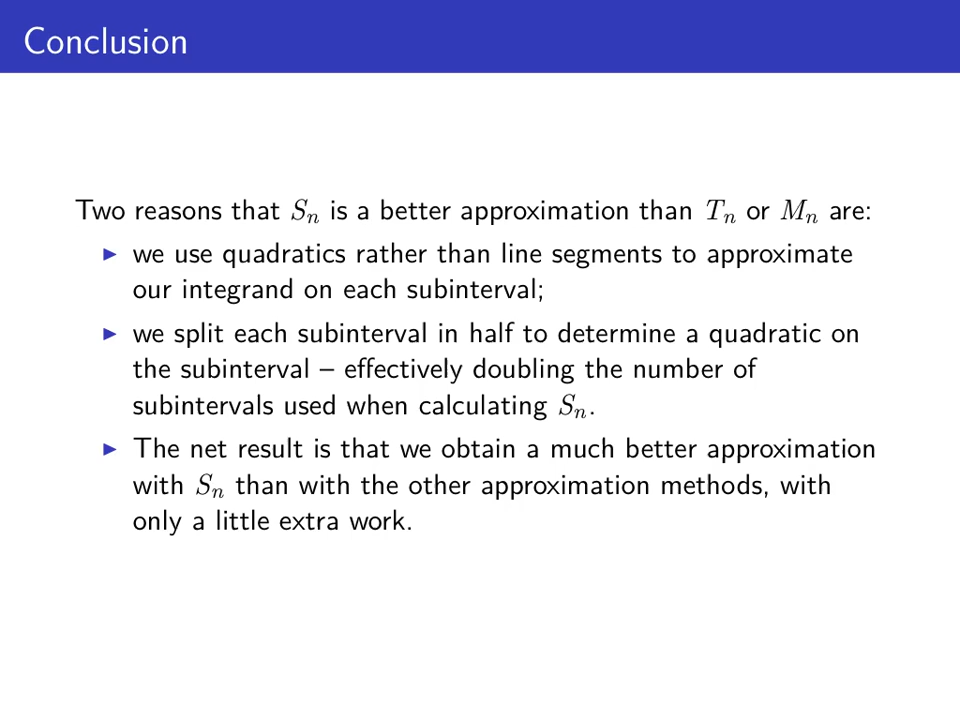 Conclusion
Two reasons that Sₙ is a better approximation than Tₙ or Mₙ are:
▶ we use quadratics rather than line segments to approximate
our integrand on each subinterval;
▶ we split each subinterval in half to determine a quadratic on
the subinterval – effectively doubling the number of
subintervals used when calculating Sₙ.
▶ The net result is that we obtain a much better approximation
with Sₙ than with the other approximation methods, with
only a little extra work.